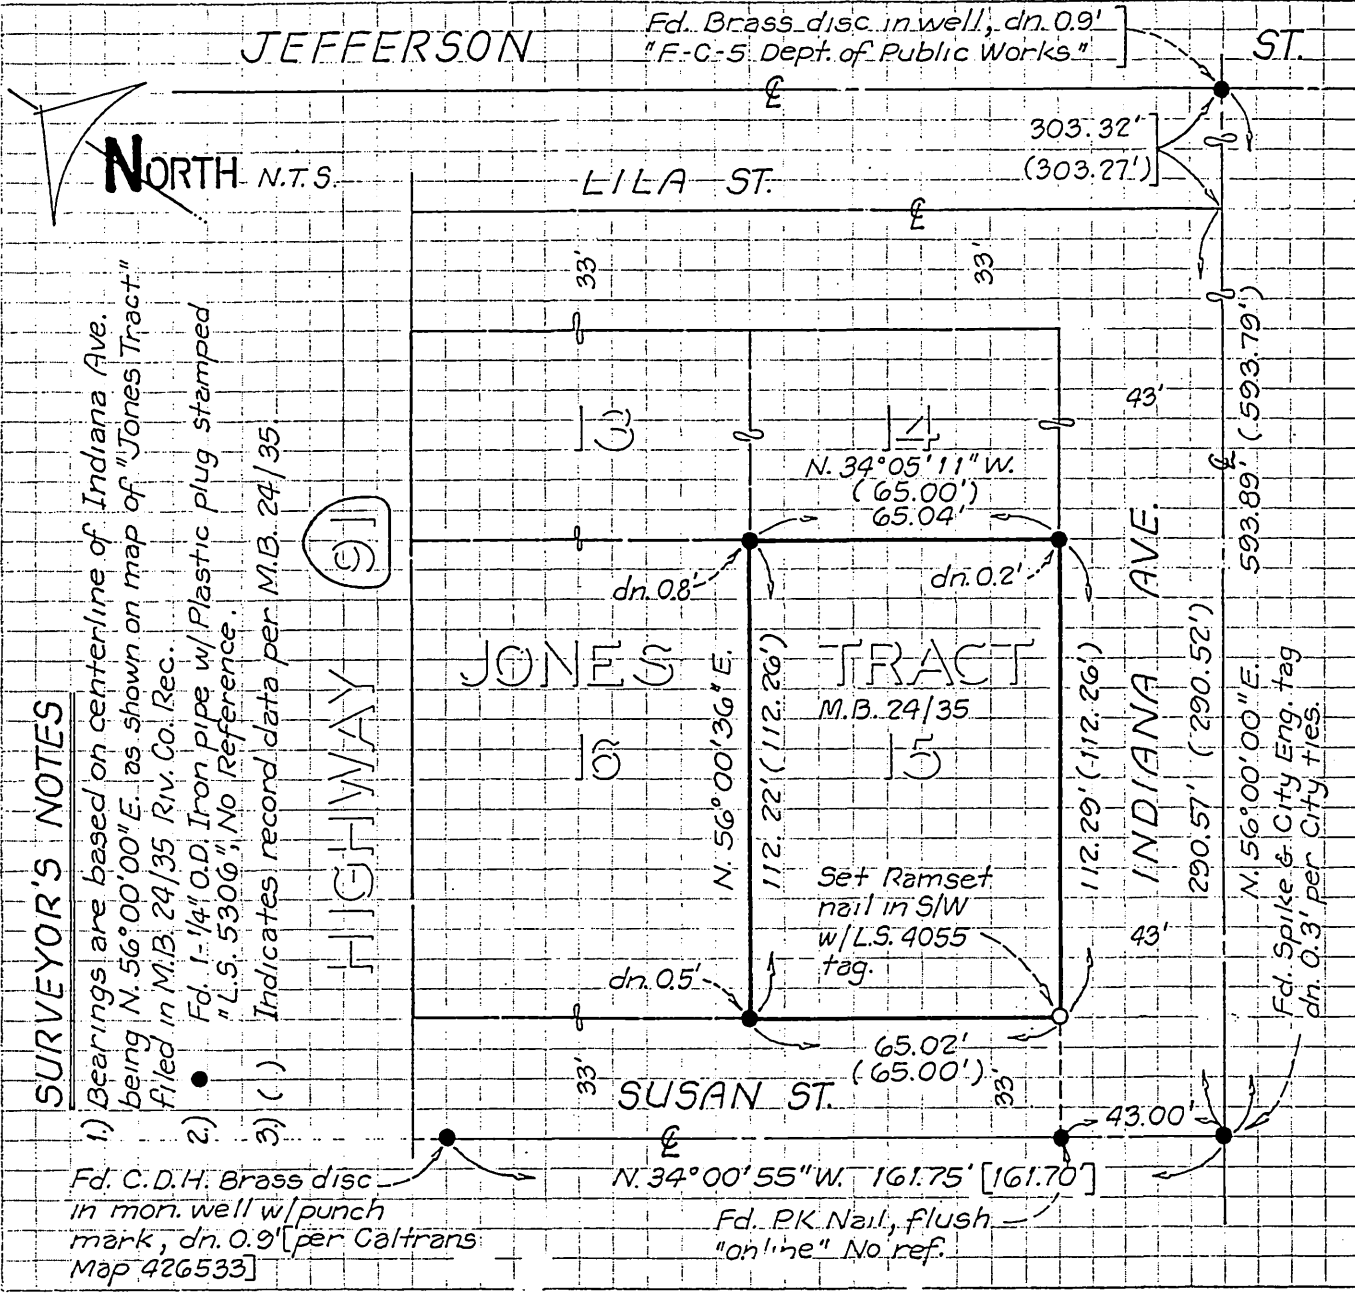 JEFFERSON ST.
Fd. Brass disc in well, dn. 0.9'
"F-C-5 Dept. of Public Works"
℄
303.32'
(303.27')
NORTH N.T.S.
LILA ST.
℄
33'
33'
SURVEYOR'S NOTES
1.) Bearings are based on centerline of Indiana Ave.
being N.56°00'00"E. as shown on map of "Jones Tract"
filed in M.B. 24/35 Riv. Co. Rec.
2) ● Fd. 1-1/4" O.D. Iron pipe w/ Plastic plug stamped
"L.S. 5306", No Reference.
3) ( ) Indicates record data per M.B. 24/35.
HIGHWAY 91
13
14
N. 34°05'11" W.
(65.00')
65.04'
dn. 0.8'
dn. 0.2'
43'
JONES TRACT
M.B. 24/35
16
15
N. 56°00'36" E.
112.22' (112.26')
112.29' (112.26')
INDIANA AVE.
℄
593.89' (593.79')
290.57' (290.52')
N. 56°00'00" E.
Fd. Spike & City Eng. tag
dn. 0.3' per City ties.
Set Ramset
nail in S/W
w/L.S. 4055
tag.
43'
dn. 0.5'
65.02'
(65.00')
33'
33'
SUSAN ST.
43.00'
℄
N. 34°00'55" W. 161.75' [161.70']
Fd. C.D.H. Brass disc
in mon. well w/punch
mark, dn. 0.9' [per Caltrans
Map 426533]
Fd. PK Nail, flush
"online" No ref.